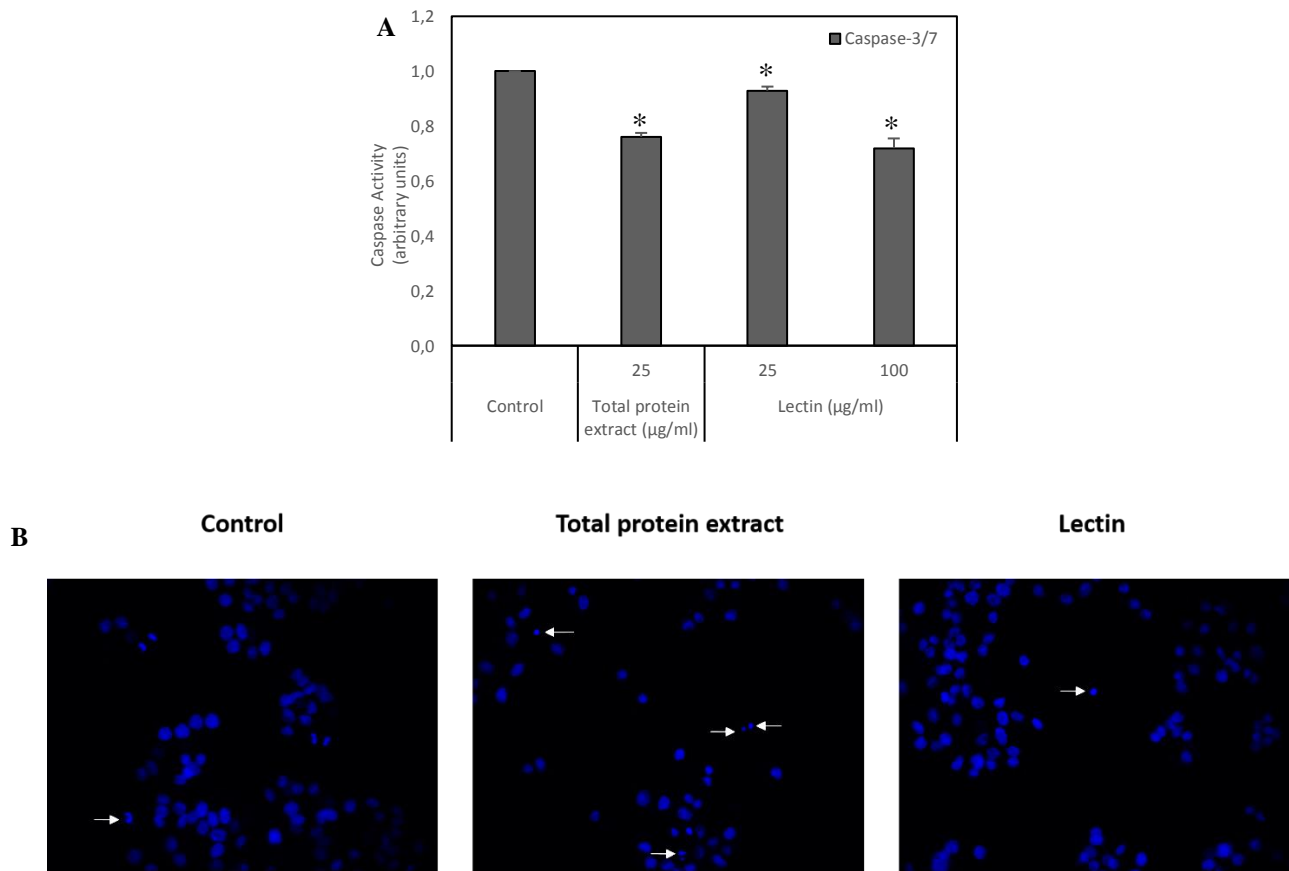 A
1,2
1,0
0,8
0,6
0,4
0,2
0,0
Caspase Activity
(arbitrary units)
Caspase-3/7
*
*
*
25
25
100
Control
Total protein
extract (µg/ml)
Lectin (µg/ml)
B
Control
Total protein extract
Lectin